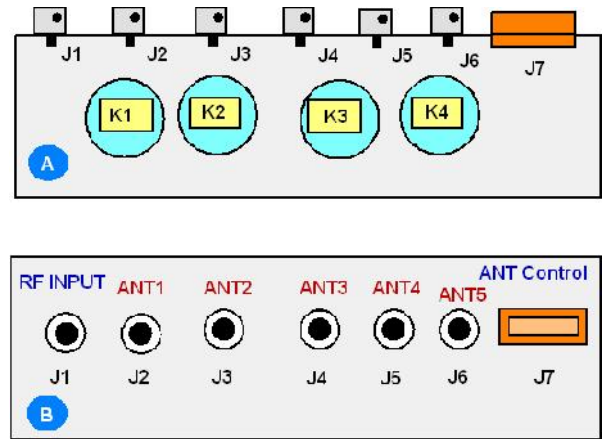 J1 J2 J3 J4 J5 J6 J7
K1 K2 K3 K4
A
RF INPUT ANT1 ANT2 ANT3 ANT4 ANT5 ANT Control
J1 J2 J3 J4 J5 J6 J7
B